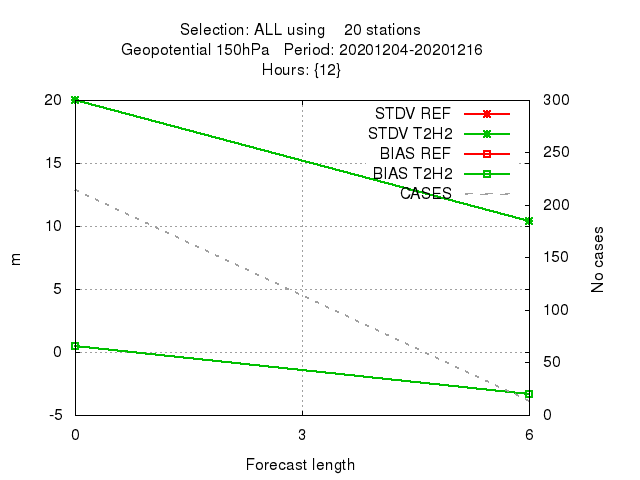 Selection: ALL using    20 stations
Geopotential 150hPa   Period: 20201204-20201216
Hours: {12}
20
15
10
5
0
-5
m
300
250
200
150
100
50
0
No cases
STDV REF
STDV T2H2
BIAS REF
BIAS T2H2
CASES
0
3
6
Forecast length